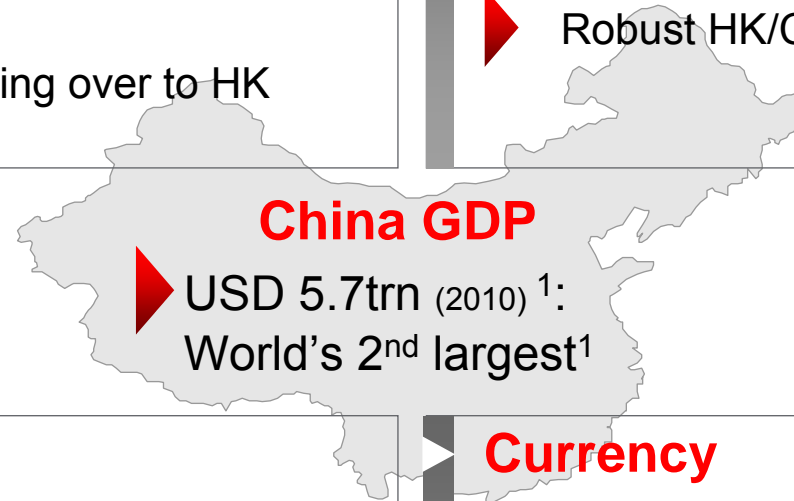 Robust HK/
ing over to HK
China GDP
USD 5.7trn (2010) ¹:
World's 2ⁿᵈ largest¹
Currency